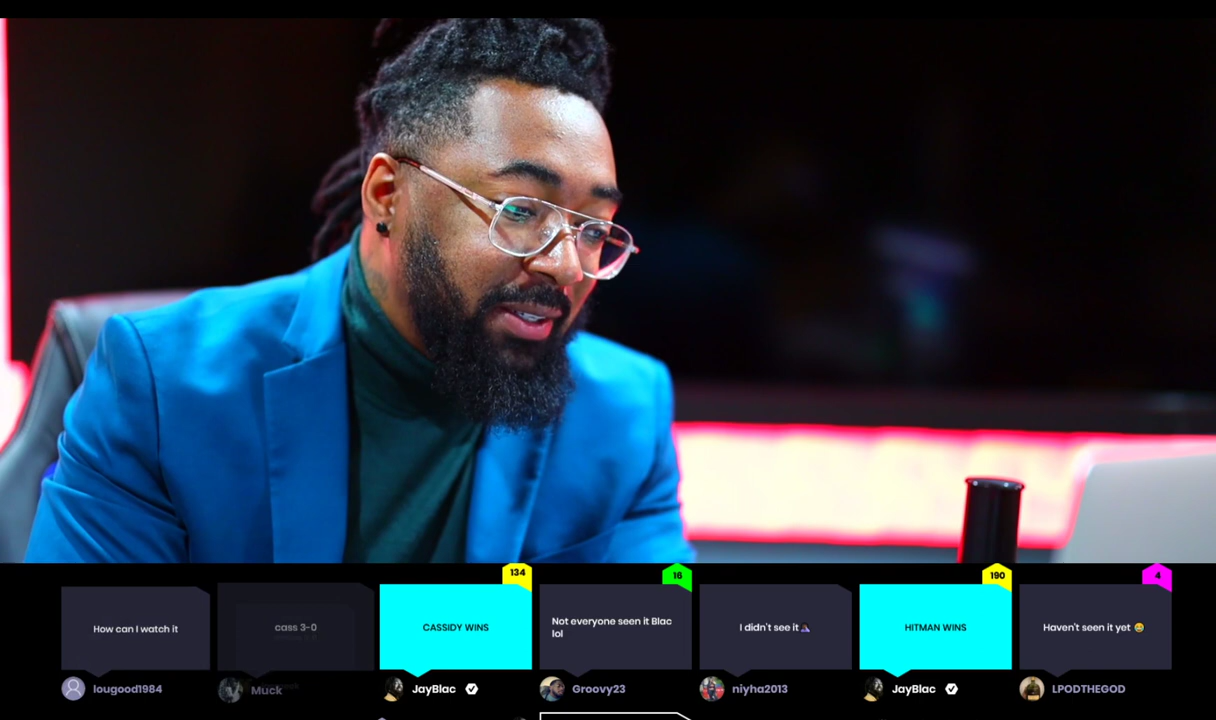 134
16
190
4
How can I watch it
cass 3-0
CASSIDY WINS
Not everyone seen it Blac
lol
I didn't see it🤷🏿‍♀️
HITMAN WINS
Haven't seen it yet 😂
lougood1984
Muck
JayBlac
Groovy23
niyha2013
JayBlac
LPODTHEGOD